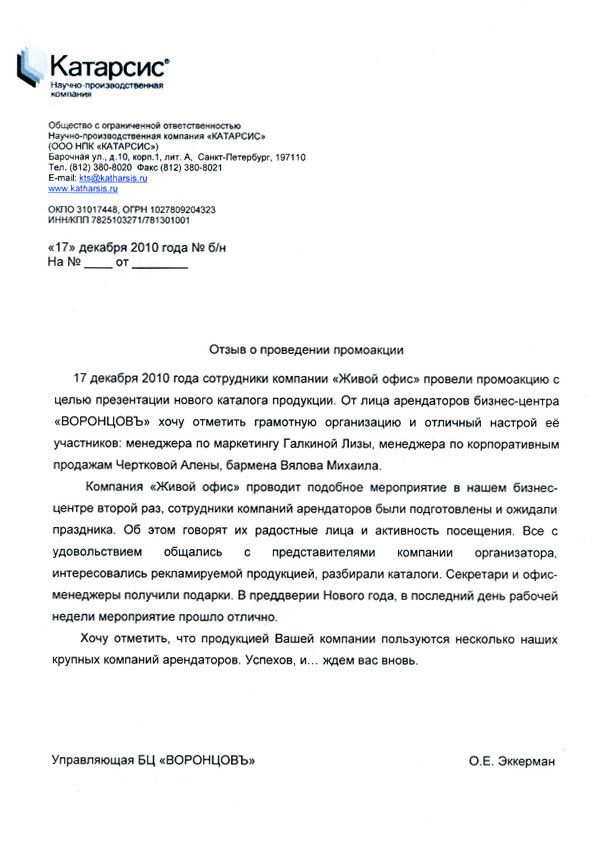 Катарсис®
Научно-производственная
компания
Общество с ограниченной ответственностью
Научно-производственная компания «КАТАРСИС»
(ООО НПК «КАТАРСИС»)
Барочная ул., д.10, корп.1, лит. А, Санкт-Петербург, 197110
Тел. (812) 380-8020 Факс (812) 380-8021
E-mail: kts@katharsis.ru
www.katharsis.ru
ОКПО 31017448, ОГРН 1027809204323
ИНН/КПП 7825103271/781301001
«17» декабря 2010 года № б/н
На № ____ от ________
Отзыв о проведении промоакции
17 декабря 2010 года сотрудники компании «Живой офис» провели промоакцию с
целью презентации нового каталога продукции. От лица арендаторов бизнес-центра
«ВОРОНЦОВЪ» хочу отметить грамотную организацию и отличный настрой её
участников: менеджера по маркетингу Галкиной Лизы, менеджера по корпоративным
продажам Чертковой Алены, бармена Вялова Михаила.
Компания «Живой офис» проводит подобное мероприятие в нашем бизнес-
центре второй раз, сотрудники компаний арендаторов были подготовлены и ожидали
праздника. Об этом говорят их радостные лица и активность посещения. Все с
удовольствием общались с представителями компании организатора,
интересовались рекламируемой продукцией, разбирали каталоги. Секретари и офис-
менеджеры получили подарки. В преддверии Нового года, в последний день рабочей
недели мероприятие прошло отлично.
Хочу отметить, что продукцией Вашей компании пользуются несколько наших
крупных компаний арендаторов. Успехов, и… ждем вас вновь.
Управляющая БЦ «ВОРОНЦОВЪ» О.Е. Эккерман